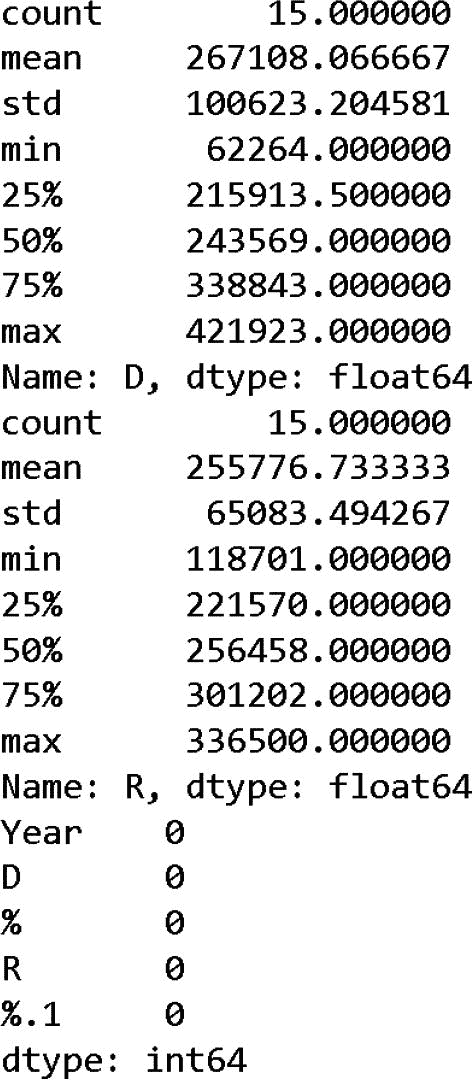 count        15.000000
mean     267108.066667
std      100623.204581
min       62264.000000
25%      215913.500000
50%      243569.000000
75%      338843.000000
max      421923.000000
Name: D, dtype: float64
count        15.000000
mean     255776.733333
std       65083.494267
min      118701.000000
25%      221570.000000
50%      256458.000000
75%      301202.000000
max      336500.000000
Name: R, dtype: float64
Year    0
D       0
%       0
R       0
%.1     0
dtype: int64